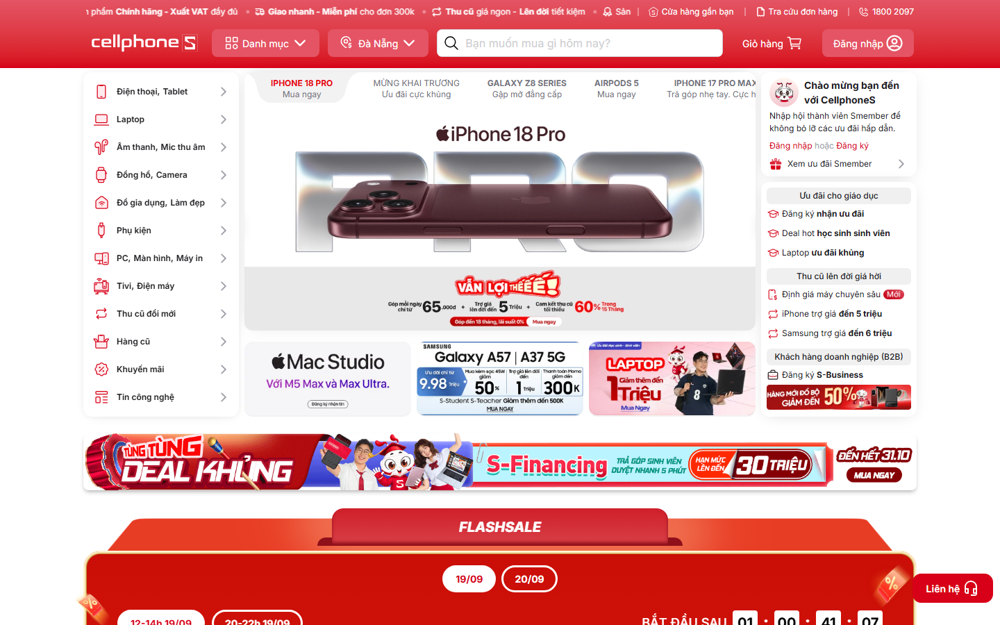 phẩm Chính hãng - Xuất VAT đầy đủ
Giao nhanh - Miễn phí cho đơn 300k
Thu cũ giá ngon - Lên đời tiết kiệm
Sản
Cửa hàng gần bạn
Tra cứu đơn hàng
1800 2097
cellphoneS
Danh mục
Đà Nẵng
Bạn muốn mua gì hôm nay?
Giỏ hàng
Đăng nhập
Điện thoại, Tablet
Laptop
Âm thanh, Mic thu âm
Đồng hồ, Camera
Đồ gia dụng, Làm đẹp
Phụ kiện
PC, Màn hình, Máy in
Tivi, Điện máy
Thu cũ đổi mới
Hàng cũ
Khuyến mãi
Tin công nghệ
IPHONE 18 PRO
Mua ngay
MỪNG KHAI TRƯƠNG
Ưu đãi cực khủng
GALAXY Z8 SERIES
Gập mở đẳng cấp
AIRPODS 5
Mua ngay
IPHONE 17 PRO MAX
Trả góp nhẹ tay. Cực h
iPhone 18 Pro
PRO
VẪN LỢI THẾẾẾ!
Góp mỗi ngày chỉ từ 65.000đ + Trợ giá lên đời đến 5 Triệu + Cam kết thu cũ tối thiểu 60% Trong 15 Tháng
Góp đến 18 tháng, lãi suất 0% Mua ngay
Mac Studio
Với M5 Max và Max Ultra.
Đăng ký nhận tin
SAMSUNG
Galaxy A57 | A37 5G
Ưu đãi chỉ từ 9.98 Triệu
Mua kèm sạc 45W giảm 50%
Trợ giá lên đời đến 1 Triệu
Thanh toán Momo giảm đến 300K
S-Student S-Teacher Giảm thêm đến 500K
MUA NGAY
Ưu đãi Học sinh - Sinh viên
LAPTOP
Giảm thêm đến
1 Triệu
Mua Ngay
Chào mừng bạn đến với CellphoneS
Nhập hội thành viên Smember để
không bỏ lỡ các ưu đãi hấp dẫn.
Đăng nhập hoặc Đăng ký
Xem ưu đãi Smember
Ưu đãi cho giáo dục
Đăng ký nhận ưu đãi
Deal hot học sinh sinh viên
Laptop ưu đãi khủng
Thu cũ lên đời giá hời
Định giá máy chuyên sâu Mới
iPhone trợ giá đến 5 triệu
Samsung trợ giá đến 6 triệu
Khách hàng doanh nghiệp (B2B)
Đăng ký S-Business
HÀNG MỚI ĐỔ BỘ
GIẢM ĐẾN 50%
TÙNG TÙNG
DEAL KHỦNG
S-Financing
TRẢ GÓP SINH VIÊN
DUYỆT NHANH 5 PHÚT
HẠN MỨC LÊN ĐẾN 30 TRIỆU
ĐẾN HẾT 31.10
MUA NGAY
FLASHSALE
19/09
20/09
12-14h 19/09
20-22h 19/09
BẮT ĐẦU SAU 01 : 00 : 41 : 07
Liên hệ